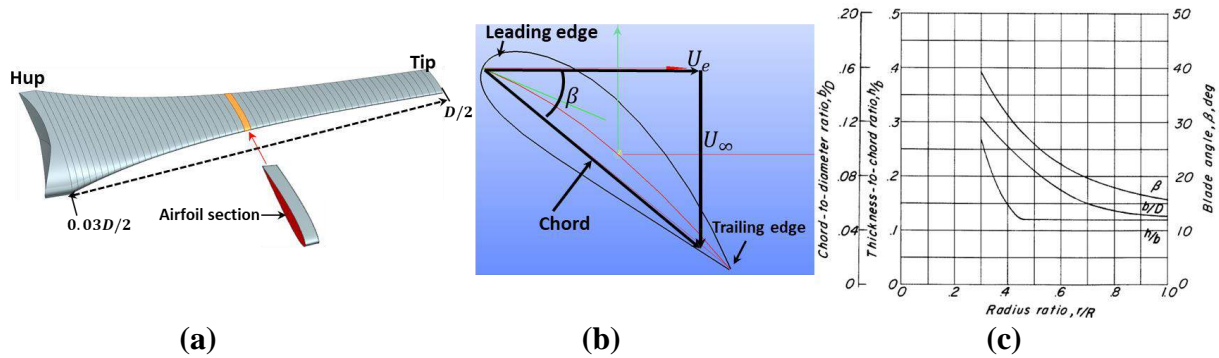 Hup
Tip
D/2
0.03D/2
Airfoil section
(a)
Leading edge
U_e
β
U_∞
Chord
Trailing edge
(b)
(c)
Chord-to-diameter ratio, b/D
.20
.16
.12
.08
.04
0
Thickness-to-chord ratio, h/b
.5
.4
.3
.2
.1
0
Blade angle, β, deg
50
40
30
20
10
0
β
b/D
h/b
0 .2 .4 .6 .8 1.0
Radius ratio, r/R